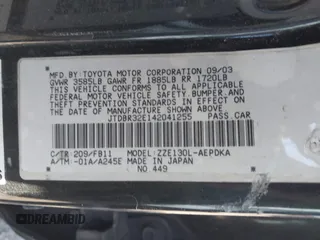 MFD.BY:TOYOTA MOTOR CORPORATION 09/03
GVWR 3585LB GAWR FR 1885LB RR 1720LB
THIS VEHICLE CONFORMS TO ALL APPLICABLE
FEDERAL MOTOR VEHICLE SAFETY, BUMPER, AND
THEFT PREVENTION STANDARDS IN EFFECT ON THE
DATE OF MANUFACTURE SHOWN ABOVE.
JTDBR32E142041255 PASS.CAR
C/TR:209/FB11 MODEL:ZZE130L-AEPDKA
A/TM:-01A/A245E MADE IN JAPAN
NO.449
DREAMBID